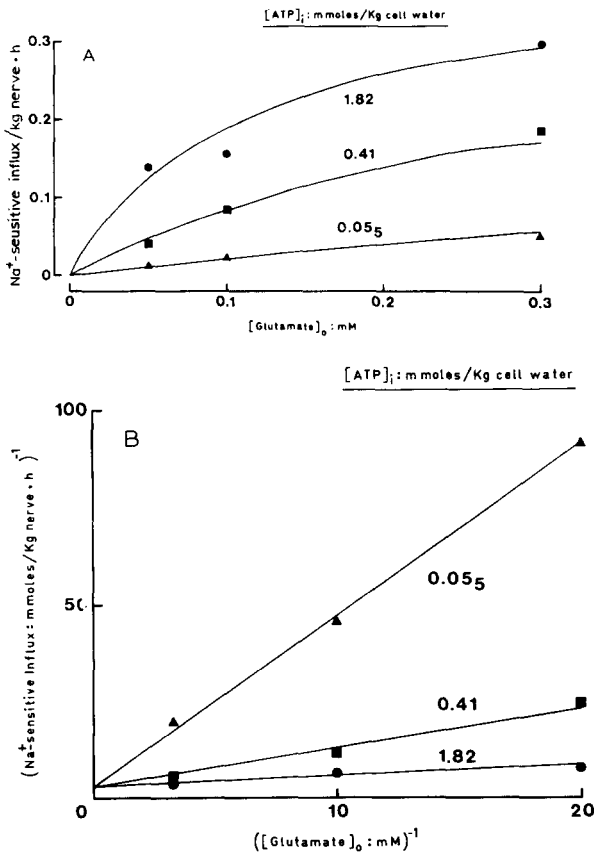 [ATP]i : mmoles/Kg cell water
A
Na+-seusitive influx/kg nerve · h
0.3
0.2
0.1
0
1.82
0.41
0.055
0
0.1
0.2
0.3
[Glutamate]o : mM
[ATP]i : mmoles/Kg cell water
B
(Na+-sensitive Influx : mmoles/Kg nerve · h)-1
100
5
0
0.055
0.41
1.82
0
10
20
([Glutamate]o : mM)-1